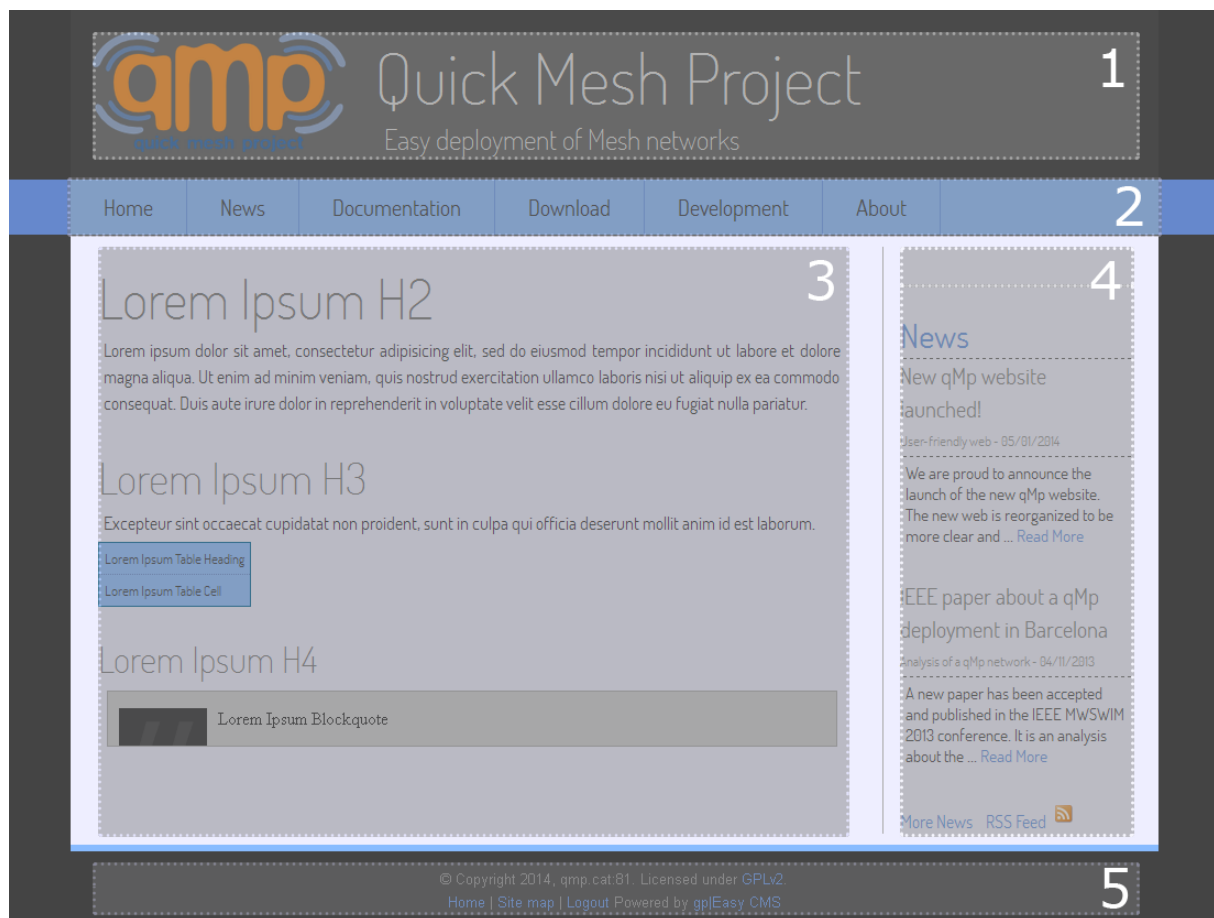 qmp
quick mesh project
Quick Mesh Project
Easy deployment of Mesh networks
1
Home News Documentation Download Development About
2
3
Lorem Ipsum H2
Lorem ipsum dolor sit amet, consectetur adipisicing elit, sed do eiusmod tempor incididunt ut labore et dolore
magna aliqua. Ut enim ad minim veniam, quis nostrud exercitation ullamco laboris nisi ut aliquip ex ea commodo
consequat. Duis aute irure dolor in reprehenderit in voluptate velit esse cillum dolore eu fugiat nulla pariatur.
Lorem Ipsum H3
Excepteur sint occaecat cupidatat non proident, sunt in culpa qui officia deserunt mollit anim id est laborum.
Lorem Ipsum Table Heading
Lorem Ipsum Table Cell
Lorem Ipsum H4
Lorem Ipsum Blockquote
4
News
New qMp website
launched!
User-friendly web - 05/01/2014
We are proud to announce the
launch of the new qMp website.
The new web is reorganized to be
more clear and ... Read More
IEEE paper about a qMp
deployment in Barcelona
Analysis of a qMp network - 04/11/2013
A new paper has been accepted
and published in the IEEE MWSWIM
2013 conference. It is an analysis
about the ... Read More
More News RSS Feed
© Copyright 2014, qmp.cat:81. Licensed under GPLv2.
Home | Site map | Logout Powered by gp|Easy CMS
5